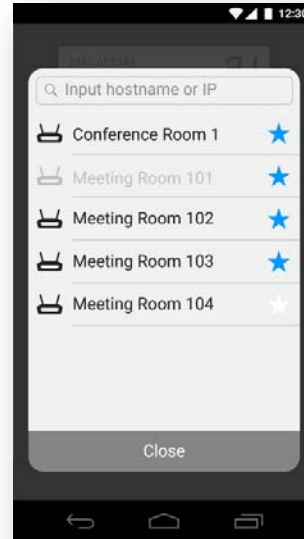 12:30
Input hostname or IP
Conference Room 1
Meeting Room 101
Meeting Room 102
Meeting Room 103
Meeting Room 104
Close